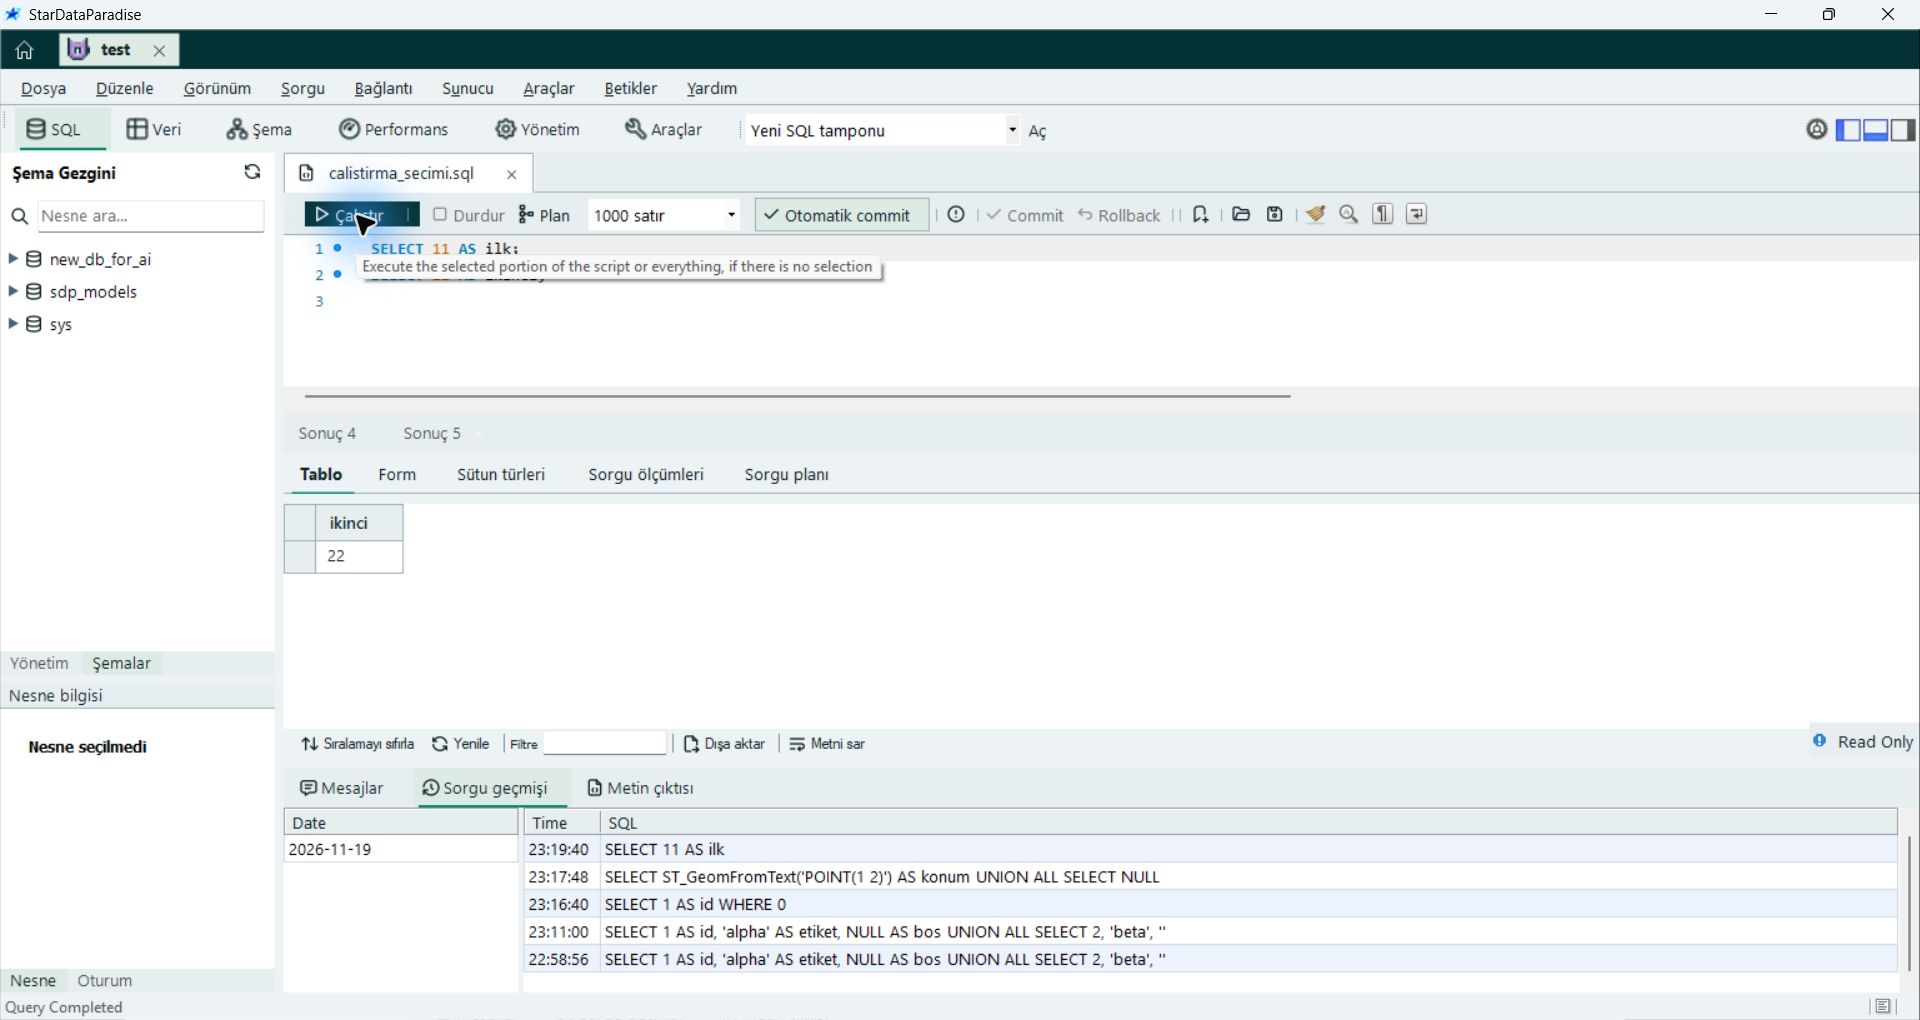 StarDataParadise
test
Dosya Düzenle Görünüm Sorgu Bağlantı Sunucu Araçlar Betikler Yardım
SQL Veri Şema Performans Yönetim Araçlar Yeni SQL tamponu Aç
Şema Gezgini
Nesne ara...
new_db_for_ai
sdp_models
sys
Yönetim Şemalar
Nesne bilgisi
Nesne seçilmedi
Nesne Oturum
calistirma_secimi.sql
Çalıştır Durdur Plan 1000 satır Otomatik commit Commit Rollback
1 SELECT 11 AS ilk;
Execute the selected portion of the script or everything, if there is no selection
2
3
Sonuç 4 Sonuç 5
Tablo Form Sütun türleri Sorgu ölçümleri Sorgu planı
ikinci
22
Sıralamayı sıfırla Yenile Filtre Dışa aktar Metni sar Read Only
Mesajlar Sorgu geçmişi Metin çıktısı
Date Time SQL
2026-11-19 23:19:40 SELECT 11 AS ilk
23:17:48 SELECT ST_GeomFromText('POINT(1 2)') AS konum UNION ALL SELECT NULL
23:16:40 SELECT 1 AS id WHERE 0
23:11:00 SELECT 1 AS id, 'alpha' AS etiket, NULL AS bos UNION ALL SELECT 2, 'beta', ''
22:58:56 SELECT 1 AS id, 'alpha' AS etiket, NULL AS bos UNION ALL SELECT 2, 'beta', ''
Query Completed